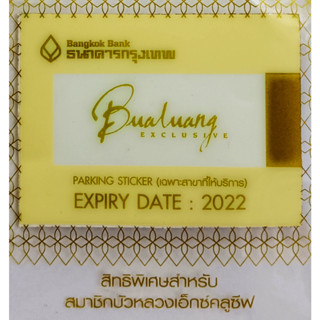 Bangkok Bank
ธนาคารกรุงเทพ
Bualuang
EXCLUSIVE
PARKING STICKER (เฉพาะสาขาที่ให้บริการ)
EXPIRY DATE : 2022
สิทธิพิเศษสำหรับ
สมาชิกบัวหลวงเอ็กซ์คลูซีฟ